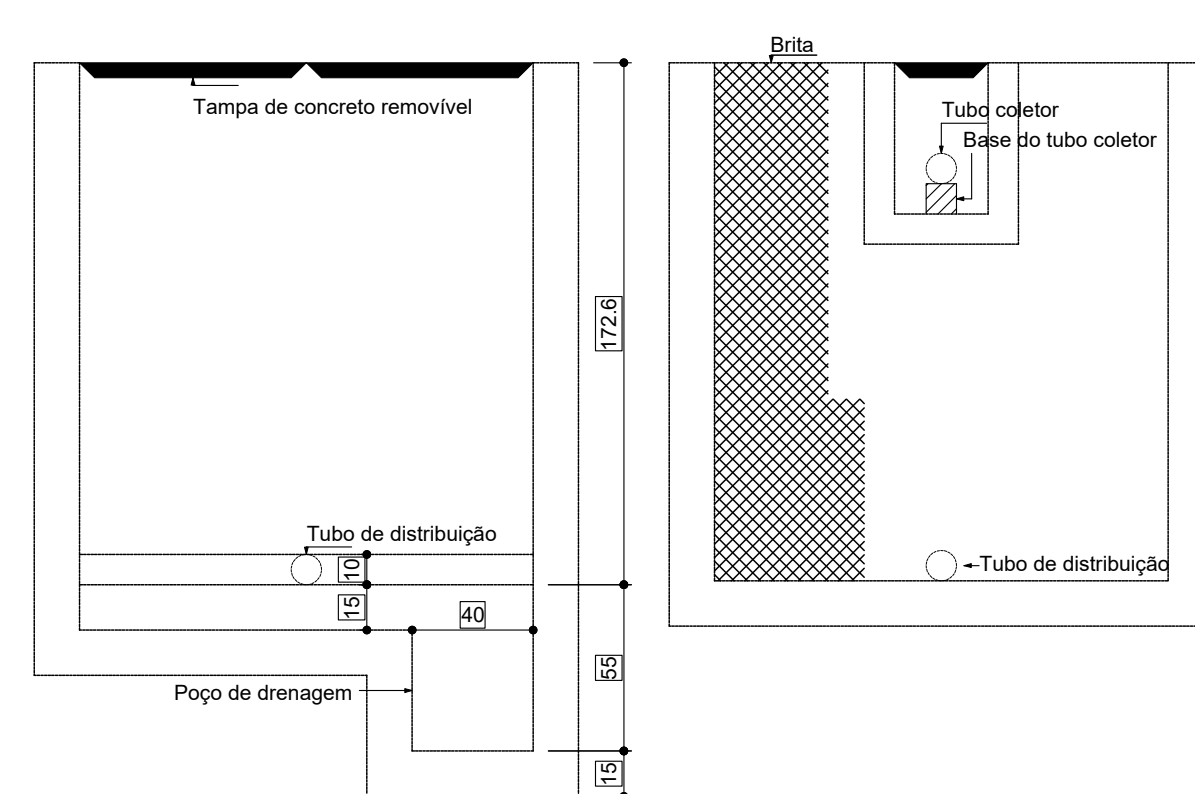 Tampa de concreto removível
172.6
Tubo de distribuição
10
15
40
55
Poço de drenagem
15
Brita
Tubo coletor
Base do tubo coletor
Tubo de distribuição